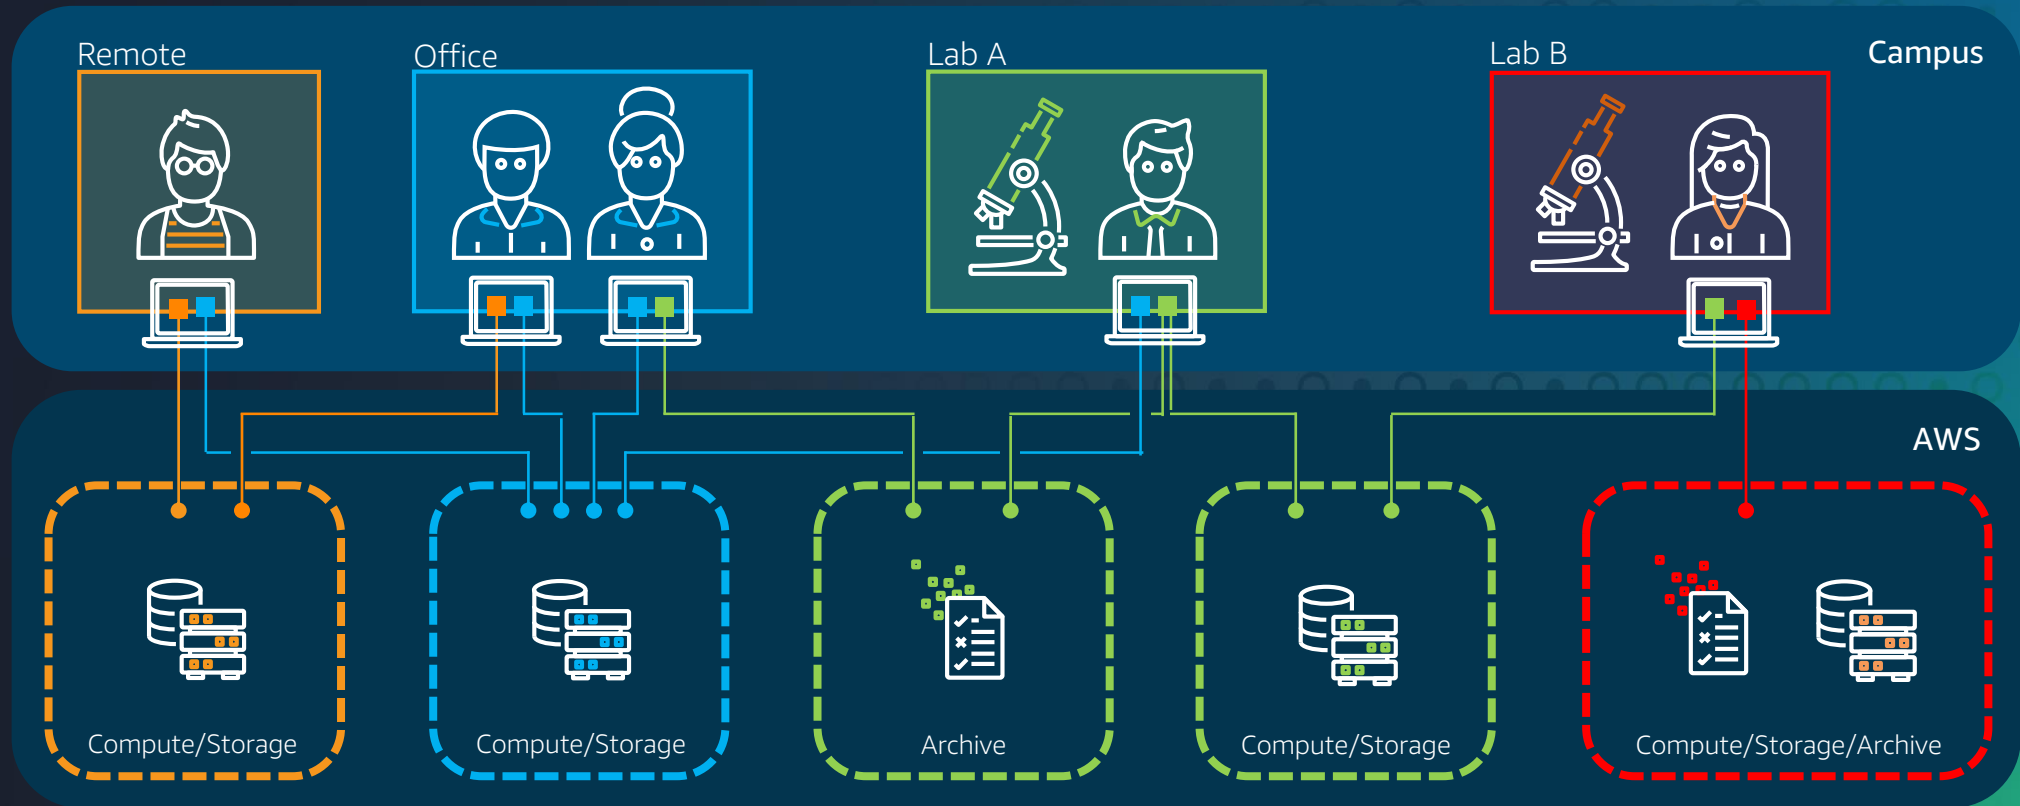 Remote
Office
Lab A
Lab B
Campus
AWS
Compute/Storage
Compute/Storage
Archive
Compute/Storage
Compute/Storage/Archive